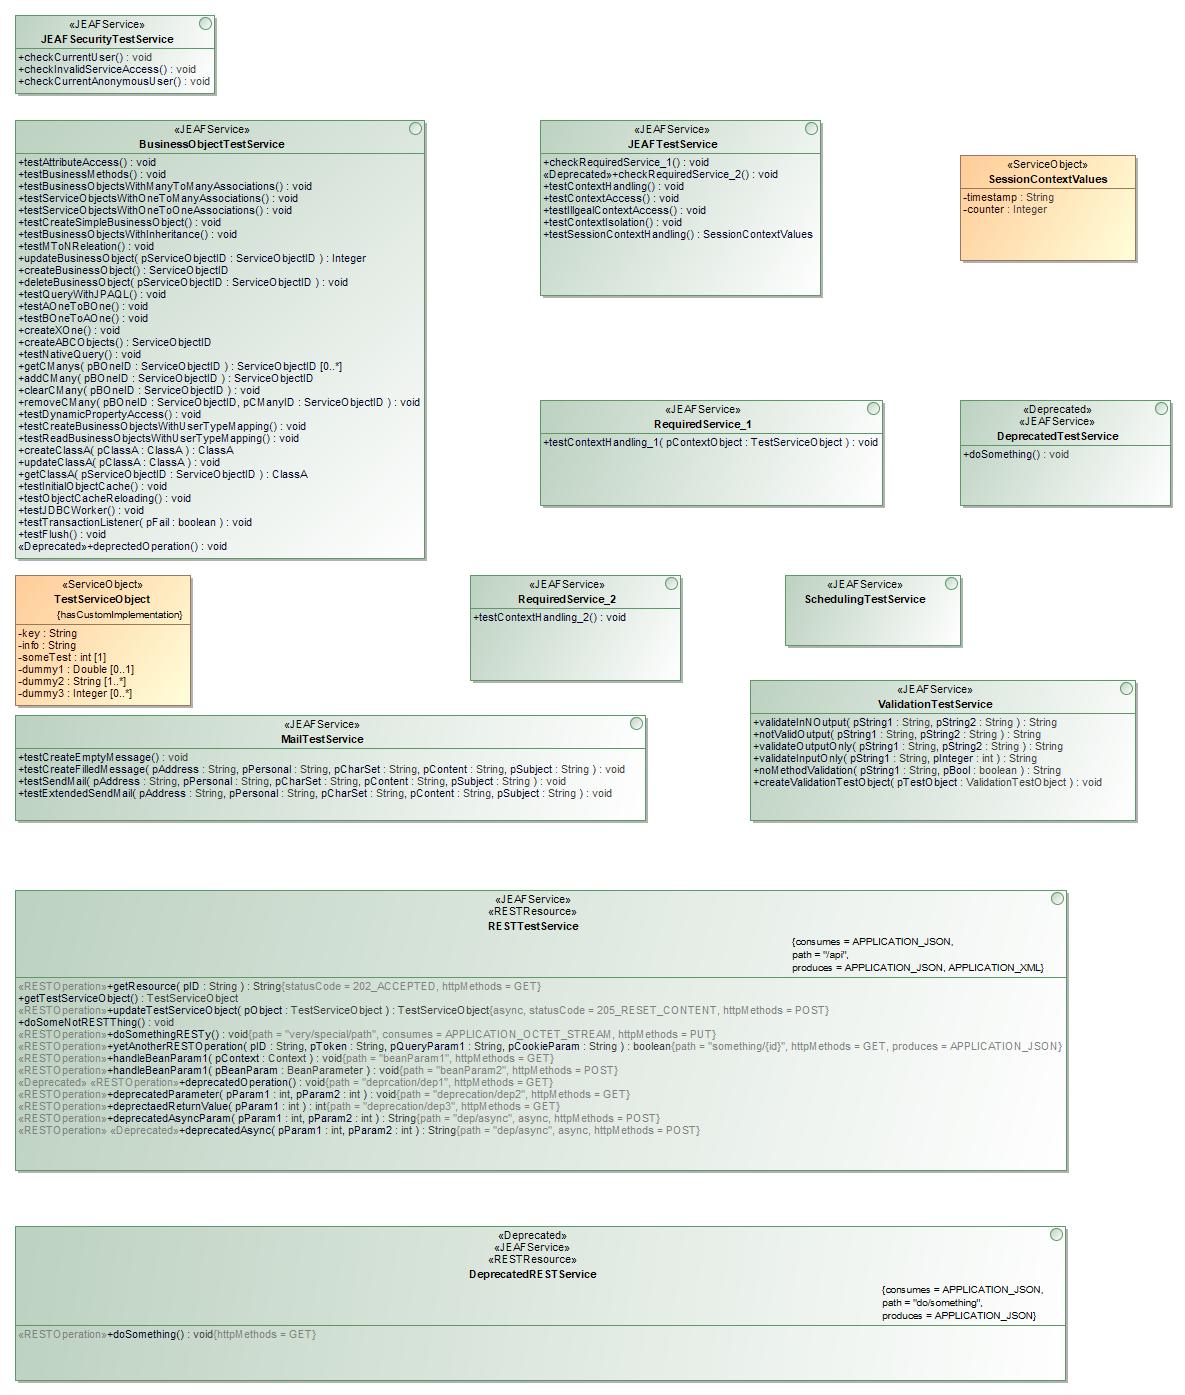 «JEAFService»
JEAFSecurityTestService
+checkCurrentUser() : void
+checkInvalidServiceAccess() : void
+checkCurrentAnonymousUser() : void
«JEAFService»
BusinessObjectTestService
+testAttributeAccess() : void
+testBusinessMethods() : void
+testBusinessObjectsWithManyToManyAssociations() : void
+testServiceObjectsWithOneToManyAssociations() : void
+testServiceObjectsWithOneToOneAssociations() : void
+testCreateSimpleBusinessObject() : void
+testBusinessObjectsWithInheritance() : void
+testMToNReleation() : void
+updateBusinessObject( pServiceObjectID : ServiceObjectID ) : Integer
+createBusinessObject() : ServiceObjectID
+deleteBusinessObject( pServiceObjectID : ServiceObjectID ) : void
+testQueryWithJPAQL() : void
+testAOneToBOne() : void
+testBOneToAOne() : void
+createXOne() : void
+createABCObjects() : ServiceObjectID
+testNativeQuery() : void
+getCManys( pBOneID : ServiceObjectID ) : ServiceObjectID [0..*]
+addCMany( pBOneID : ServiceObjectID ) : ServiceObjectID
+clearCMany( pBOneID : ServiceObjectID ) : void
+removeCMany( pBOneID : ServiceObjectID, pCManyID : ServiceObjectID ) : void
+testDynamicPropertyAccess() : void
+testCreateBusinessObjectsWithUserTypeMapping() : void
+testReadBusinessObjectsWithUserTypeMapping() : void
+createClassA( pClassA : ClassA ) : ClassA
+updateClassA( pClassA : ClassA ) : void
+getClassA( pServiceObjectID : ServiceObjectID ) : ClassA
+testInitialObjectCache() : void
+testObjectCacheReloading() : void
+testJDBCWorker() : void
+testTransactionListener( pFail : boolean ) : void
+testFlush() : void
«Deprecated»+deprectedOperation() : void
«JEAFService»
JEAFTestService
+checkRequiredService_1() : void
«Deprecated»+checkRequiredService_2() : void
+testContextHandling() : void
+testContextAccess() : void
+testIllgealContextAccess() : void
+testContextIsolation() : void
+testSessionContextHandling() : SessionContextValues
«ServiceObject»
SessionContextValues
-timestamp : String
-counter : Integer
«JEAFService»
RequiredService_1
+testContextHandling_1( pContextObject : TestServiceObject ) : void
«Deprecated»
«JEAFService»
DeprecatedTestService
+doSomething() : void
«ServiceObject»
TestServiceObject
{hasCustomImplementation}
-key : String
-info : String
-someTest : int [1]
-dummy1 : Double [0..1]
-dummy2 : String [1..*]
-dummy3 : Integer [0..*]
«JEAFService»
RequiredService_2
+testContextHandling_2() : void
«JEAFService»
SchedulingTestService
«JEAFService»
MailTestService
+testCreateEmptyMessage() : void
+testCreateFilledMessage( pAddress : String, pPersonal : String, pCharSet : String, pContent : String, pSubject : String ) : void
+testSendMail( pAddress : String, pPersonal : String, pCharSet : String, pContent : String, pSubject : String ) : void
+testExtendedSendMail( pAddress : String, pPersonal : String, pCharSet : String, pContent : String, pSubject : String ) : void
«JEAFService»
ValidationTestService
+validateInNOutput( pString1 : String, pString2 : String ) : String
+notValidOutput( pString1 : String, pString2 : String ) : String
+validateOutputOnly( pString1 : String, pString2 : String ) : String
+validateInputOnly( pString1 : String, pInteger : int ) : String
+noMethodValidation( pString1 : String, pBool : boolean ) : String
+createValidationTestObject( pTestObject : ValidationTestObject ) : void
«JEAFService»
«RESTResource»
RESTTestService
{consumes = APPLICATION_JSON,
path = "/api",
produces = APPLICATION_JSON, APPLICATION_XML}
«RESTOperation»+getResource( pID : String ) : String{statusCode = 202_ACCEPTED, httpMethods = GET}
+getTestServiceObject() : TestServiceObject
«RESTOperation»+updateTestServiceObject( pObject : TestServiceObject ) : TestServiceObject{async, statusCode = 205_RESET_CONTENT, httpMethods = POST}
+doSomeNotRESTThing() : void
«RESTOperation»+doSomethingRESTy() : void{path = "very/special/path", consumes = APPLICATION_OCTET_STREAM, httpMethods = PUT}
«RESTOperation»+yetAnotherRESTOperation( pID : String, pToken : String, pQueryParam1 : String, pCookieParam : String ) : boolean{path = "something/{id}", httpMethods = GET, produces = APPLICATION_JSON}
«RESTOperation»+handleBeanParam1( pContext : Context ) : void{path = "beanParam1", httpMethods = GET}
«RESTOperation»+handleBeanParam1( pBeanParam : BeanParameter ) : void{path = "beanParam2", httpMethods = POST}
«Deprecated» «RESTOperation»+deprecatedOperation() : void{path = "deprcation/dep1", httpMethods = GET}
«RESTOperation»+deprecatedParameter( pParam1 : int, pParam2 : int ) : void{path = "deprecation/dep2", httpMethods = GET}
«RESTOperation»+deprectaedReturnValue( pParam1 : int ) : int{path = "deprecation/dep3", httpMethods = GET}
«RESTOperation»+deprecatedAsyncParam( pParam1 : int, pParam2 : int ) : String{path = "dep/async", async, httpMethods = POST}
«RESTOperation» «Deprecated»+deprecatedAsync( pParam1 : int, pParam2 : int ) : String{path = "dep/async", async, httpMethods = POST}
«Deprecated»
«JEAFService»
«RESTResource»
DeprecatedRESTService
{consumes = APPLICATION_JSON,
path = "do/something",
produces = APPLICATION_JSON}
«RESTOperation»+doSomething() : void{httpMethods = GET}